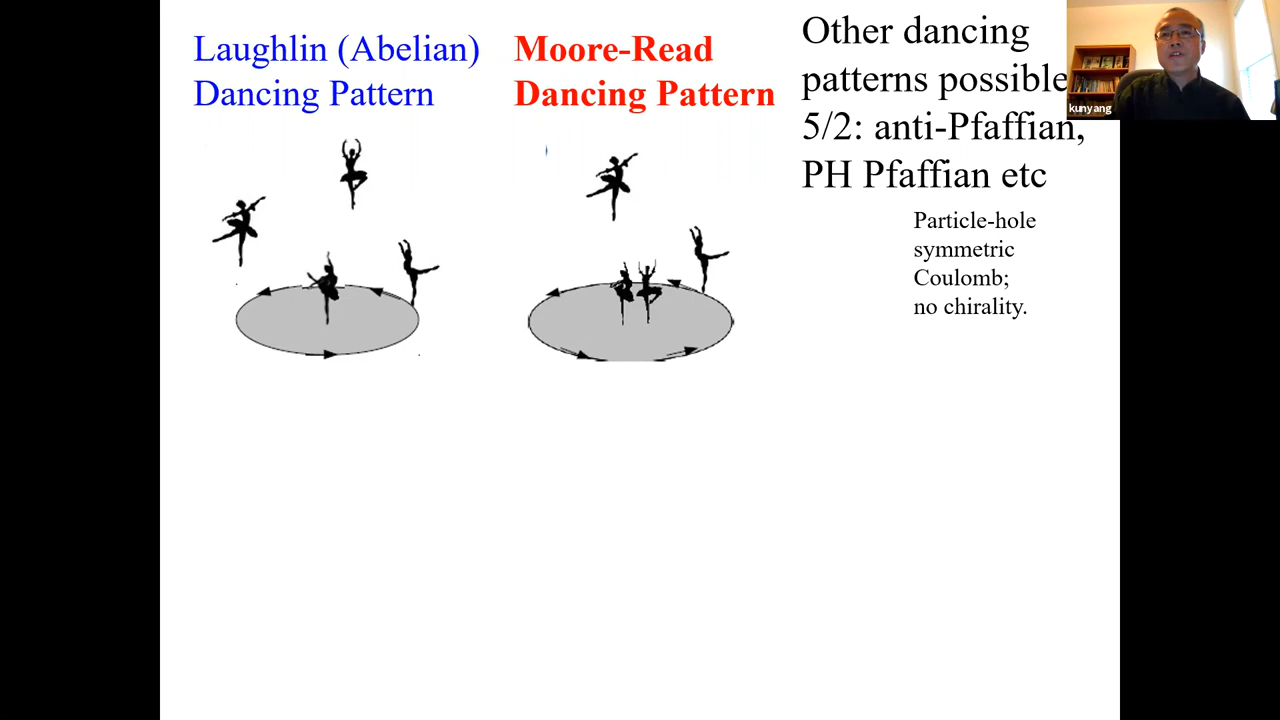 Laughlin (Abelian)
Dancing Pattern
Moore-Read
Dancing Pattern
Other dancing
patterns possible
5/2: anti-Pfaffian,
PH Pfaffian etc
Particle-hole
symmetric
Coulomb;
no chirality.
kunyang